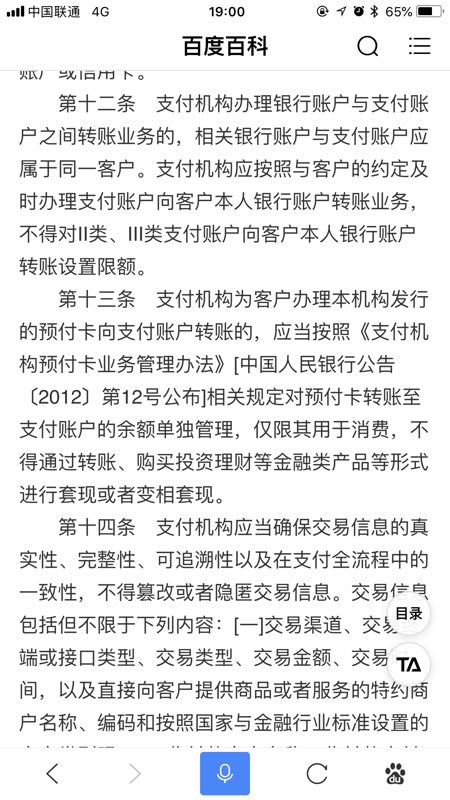 中国联通 4G 19:00 65%
百度百科
账户或信用卡。
第十二条 支付机构办理银行账户与支付账
户之间转账业务的，相关银行账户与支付账户应
属于同一客户。支付机构应按照与客户的约定及
时办理支付账户向客户本人银行账户转账业务，
不得对II类、III类支付账户向客户本人银行账户
转账设置限额。
第十三条 支付机构为客户办理本机构发行
的预付卡向支付账户转账的，应当按照《支付机
构预付卡业务管理办法》[中国人民银行公告
〔2012〕第12号公布]相关规定对预付卡转账至
支付账户的余额单独管理，仅限其用于消费，不
得通过转账、购买投资理财等金融类产品等形式
进行套现或者变相套现。
第十四条 支付机构应当确保交易信息的真
实性、完整性、可追溯性以及在支付全流程中的
一致性，不得篡改或者隐匿交易信息。交易信息
包括但不限于下列内容：[一]交易渠道、交易
端或接口类型、交易类型、交易金额、交易
间，以及直接向客户提供商品或者服务的特约商
户名称、编码和按照国家与金融行业标准设置的
目录
TA
du